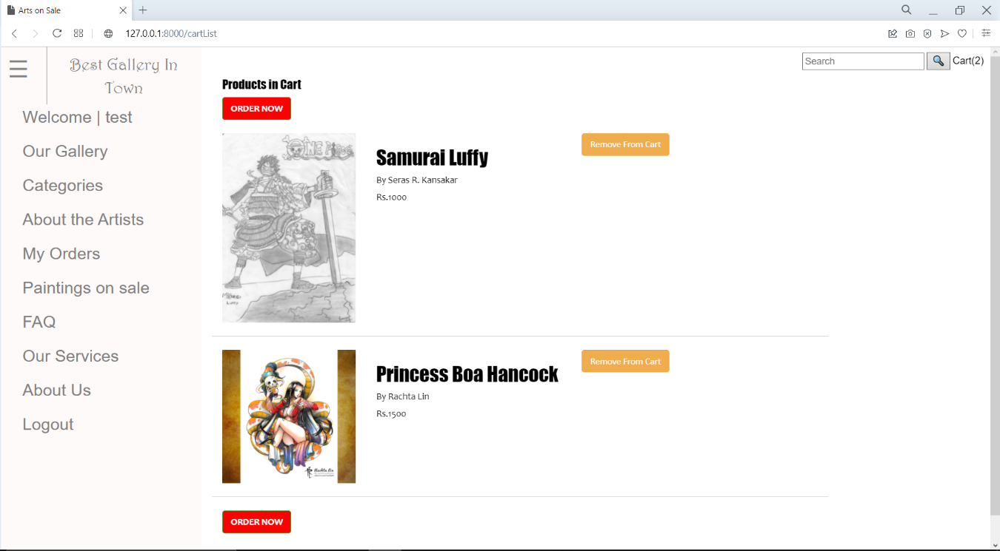 Arts on Sale
127.0.0.1:8000/cartList
Best Gallery In
Town
Welcome | test
Our Gallery
Categories
About the Artists
My Orders
Paintings on sale
FAQ
Our Services
About Us
Logout
Search
Cart(2)
Products in Cart
ORDER NOW
ONE PIECE
Luffy
Samurai Luffy
By Seras R. Kansakar
Rs.1000
Remove From Cart
Rachta Lin
Princess Boa Hancock
By Rachta Lin
Rs.1500
Remove From Cart
ORDER NOW